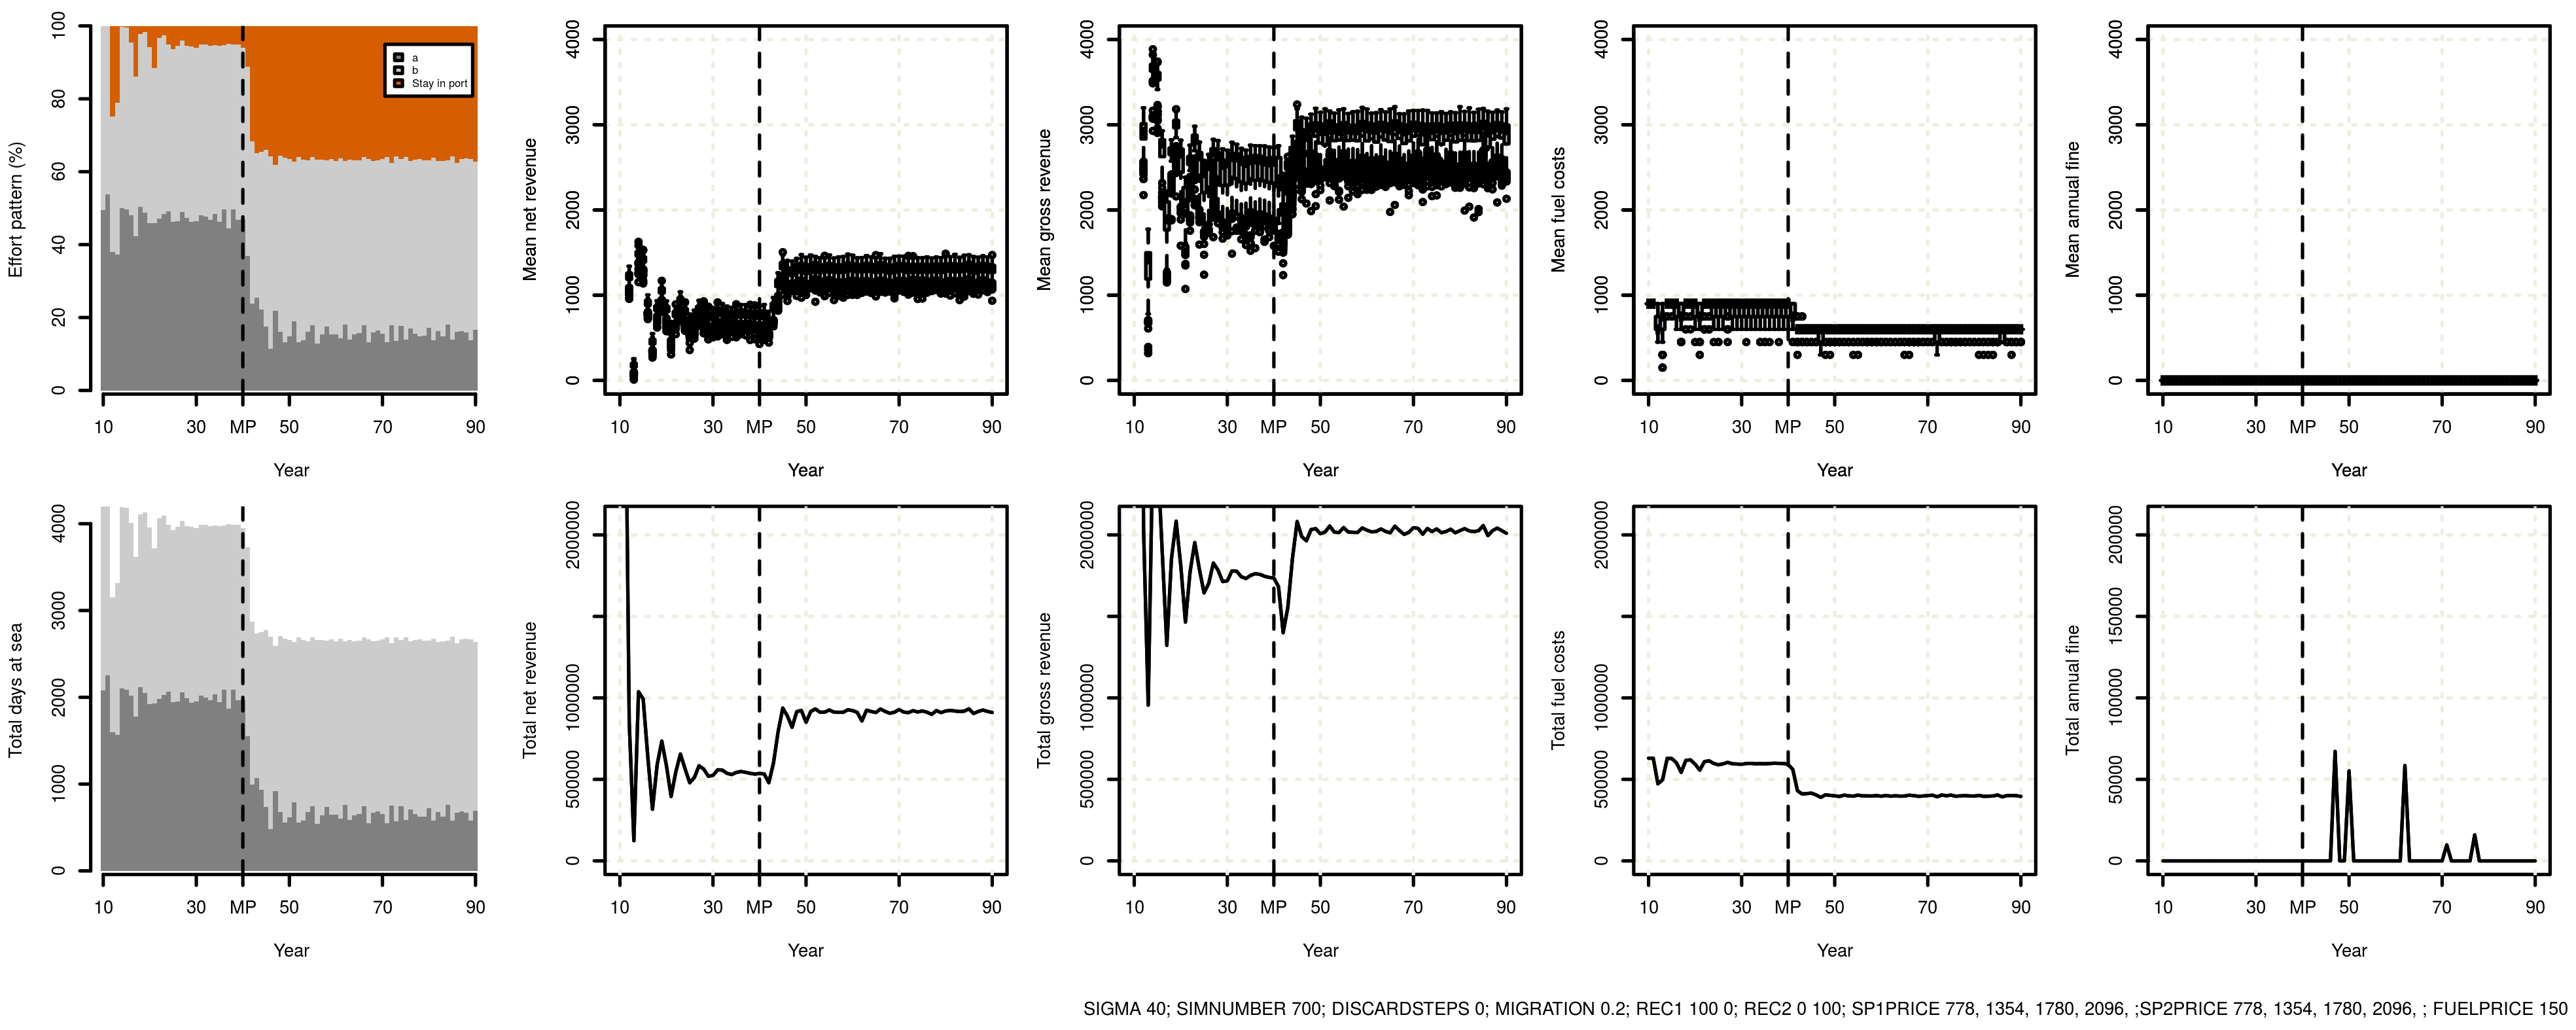 Effort pattern (%)
0 20 40 60 80 100
a
b
Stay in port
10 30 MP 50 70 90
Year
Mean net revenue
0 1000 2000 3000 4000
10 30 MP 50 70 90
Year
Mean gross revenue
0 1000 2000 3000 4000
10 30 MP 50 70 90
Year
Mean fuel costs
0 1000 2000 3000 4000
10 30 MP 50 70 90
Year
Mean annual fine
0 1000 2000 3000 4000
10 30 MP 50 70 90
Year
Total days at sea
0 1000 2000 3000 4000
10 30 MP 50 70 90
Year
Total net revenue
0 500000 1000000 2000000
10 30 MP 50 70 90
Year
Total gross revenue
0 500000 1000000 2000000
10 30 MP 50 70 90
Year
Total fuel costs
0 500000 1000000 2000000
10 30 MP 50 70 90
Year
Total annual fine
0 50000 100000 150000 200000
10 30 MP 50 70 90
Year
SIGMA 40; SIMNUMBER 700; DISCARDSTEPS 0; MIGRATION 0.2; REC1 100 0; REC2 0 100; SP1PRICE 778, 1354, 1780, 2096, ;SP2PRICE 778, 1354, 1780, 2096, ; FUELPRICE 150